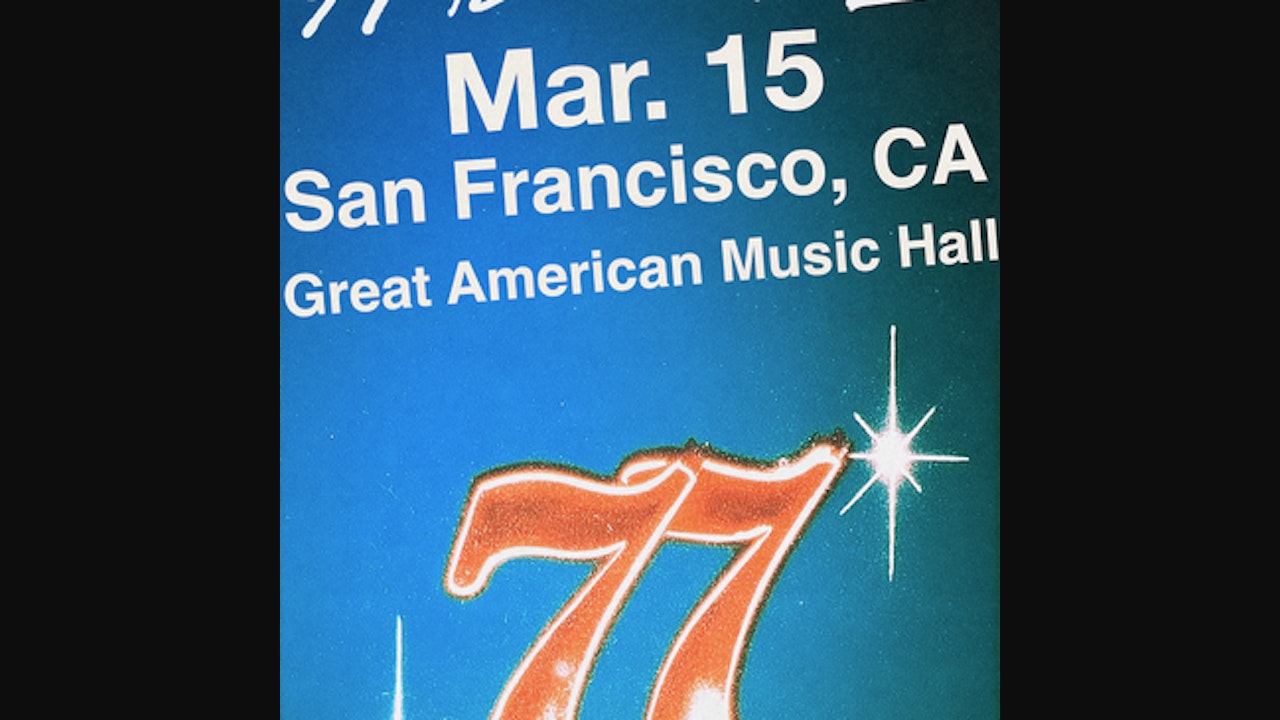 Mar. 15
San Francisco, CA
Great American Music Hall
77